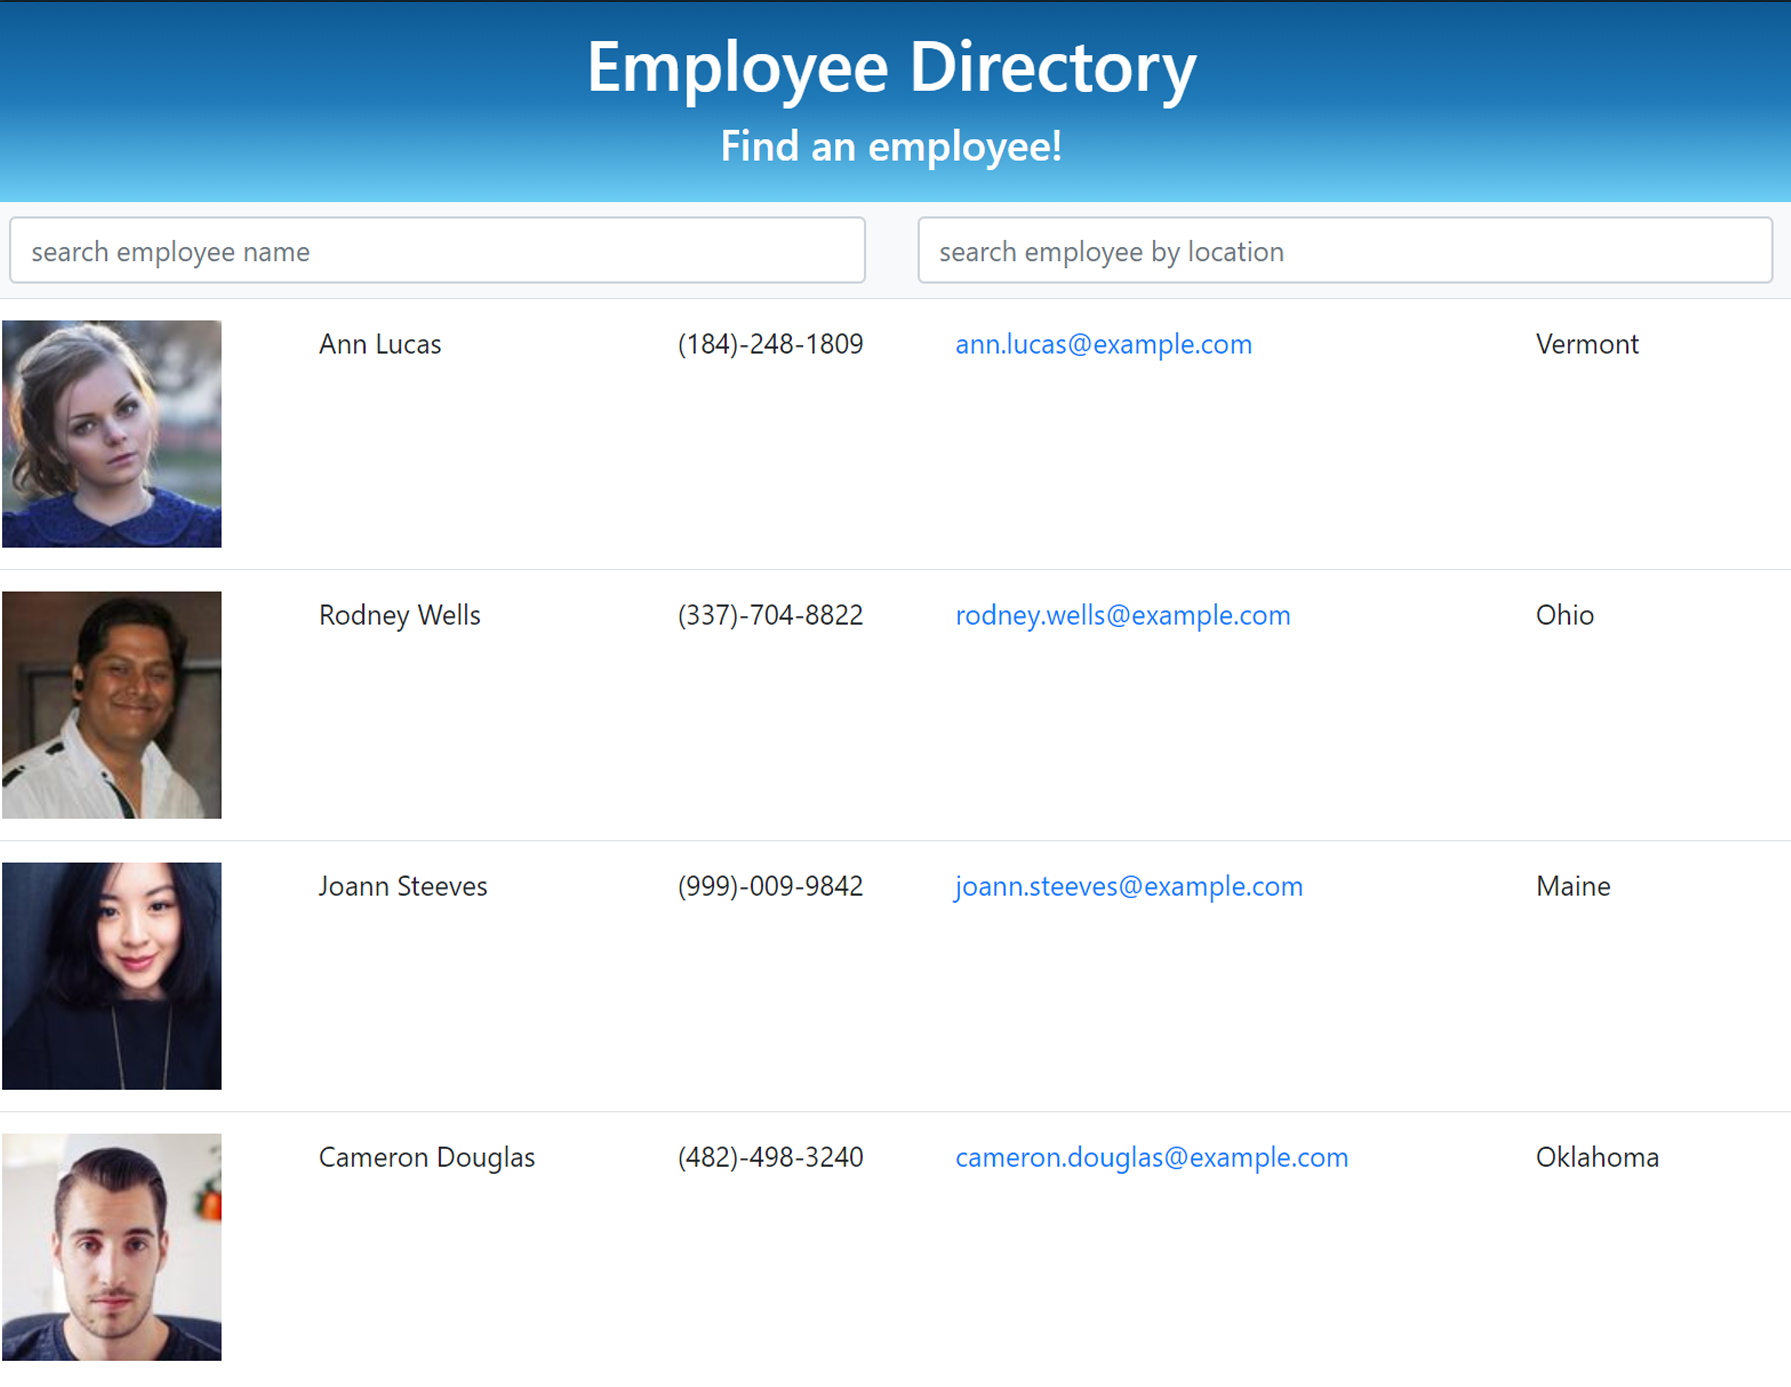 Employee Directory
Find an employee!
search employee name search employee by location
Ann Lucas (184)-248-1809 ann.lucas@example.com Vermont
Rodney Wells (337)-704-8822 rodney.wells@example.com Ohio
Joann Steeves (999)-009-9842 joann.steeves@example.com Maine
Cameron Douglas (482)-498-3240 cameron.douglas@example.com Oklahoma